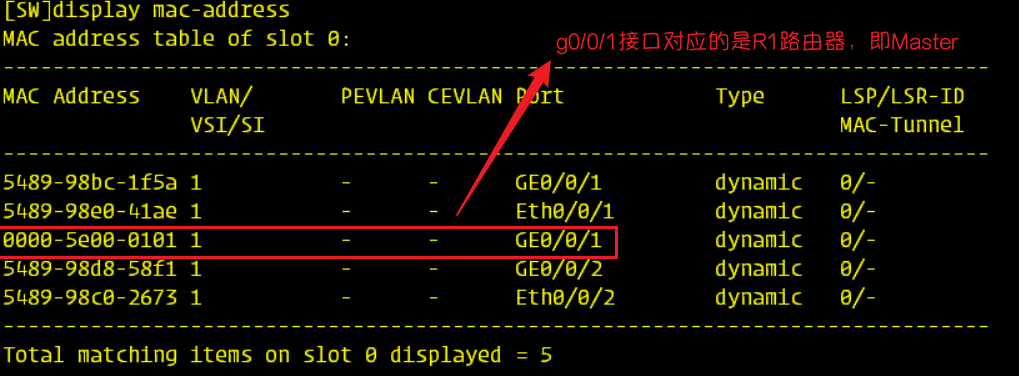 [SW]display mac-address
MAC address table of slot 0:
g0/0/1接口对应的是R1路由器，即Master
-------------------------------------------------------------------------------
MAC Address    VLAN/       PEVLAN CEVLAN Port            Type      LSP/LSR-ID
               VSI/SI                                              MAC-Tunnel
-------------------------------------------------------------------------------
5489-98bc-1f5a 1           -      -      GE0/0/1         dynamic   0/-
5489-98e0-41ae 1           -      -      Eth0/0/1        dynamic   0/-
0000-5e00-0101 1           -      -      GE0/0/1         dynamic   0/-
5489-98d8-58f1 1           -      -      GE0/0/2         dynamic   0/-
5489-98c0-2673 1           -      -      Eth0/0/2        dynamic   0/-
-------------------------------------------------------------------------------
Total matching items on slot 0 displayed = 5